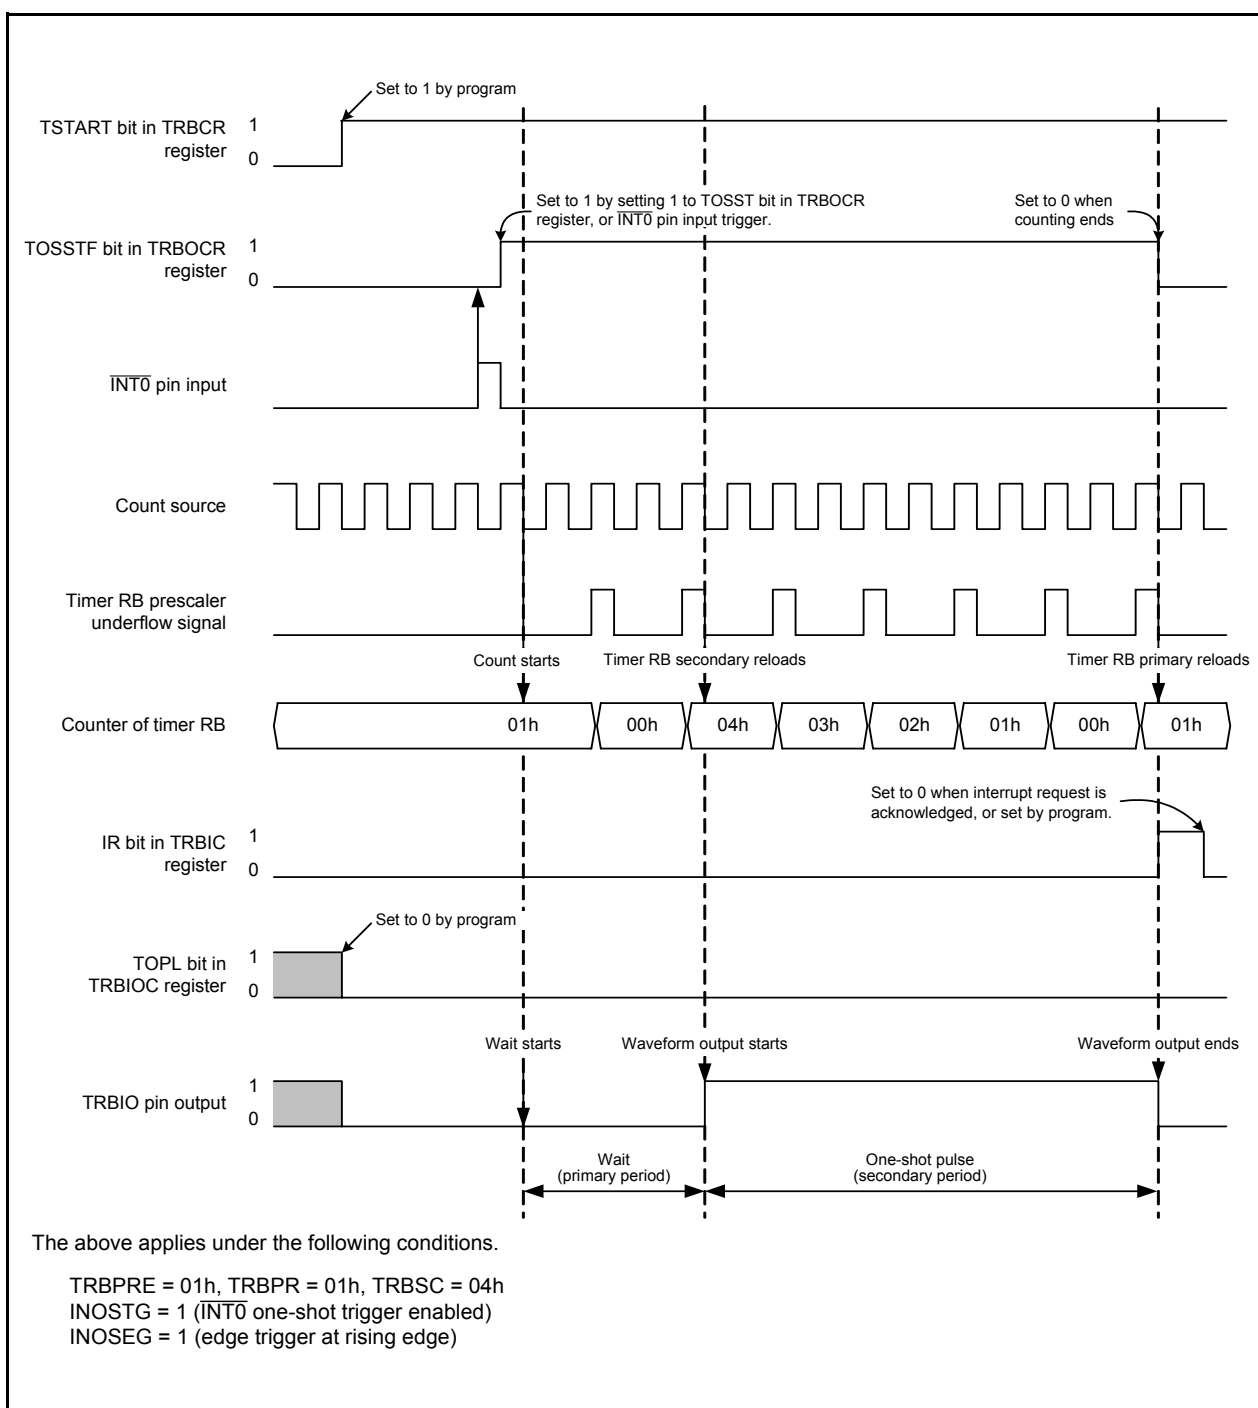 Set to 1 by program
TSTART bit in TRBCR
register
1
0
Set to 1 by setting 1 to TOSST bit in TRBOCR
register, or INT0 pin input trigger.
Set to 0 when
counting ends
TOSSTF bit in TRBOCR
register
1
0
INT0 pin input
Count source
Timer RB prescaler
underflow signal
Count starts
Timer RB secondary reloads
Timer RB primary reloads
Counter of timer RB
01h
00h
04h
03h
02h
01h
00h
01h
Set to 0 when interrupt request is
acknowledged, or set by program.
IR bit in TRBIC
register
1
0
Set to 0 by program
TOPL bit in
TRBIOC register
1
0
Wait starts
Waveform output starts
Waveform output ends
TRBIO pin output
1
0
Wait
(primary period)
One-shot pulse
(secondary period)
The above applies under the following conditions.
TRBPRE = 01h, TRBPR = 01h, TRBSC = 04h
INOSTG = 1 (INT0 one-shot trigger enabled)
INOSEG = 1 (edge trigger at rising edge)